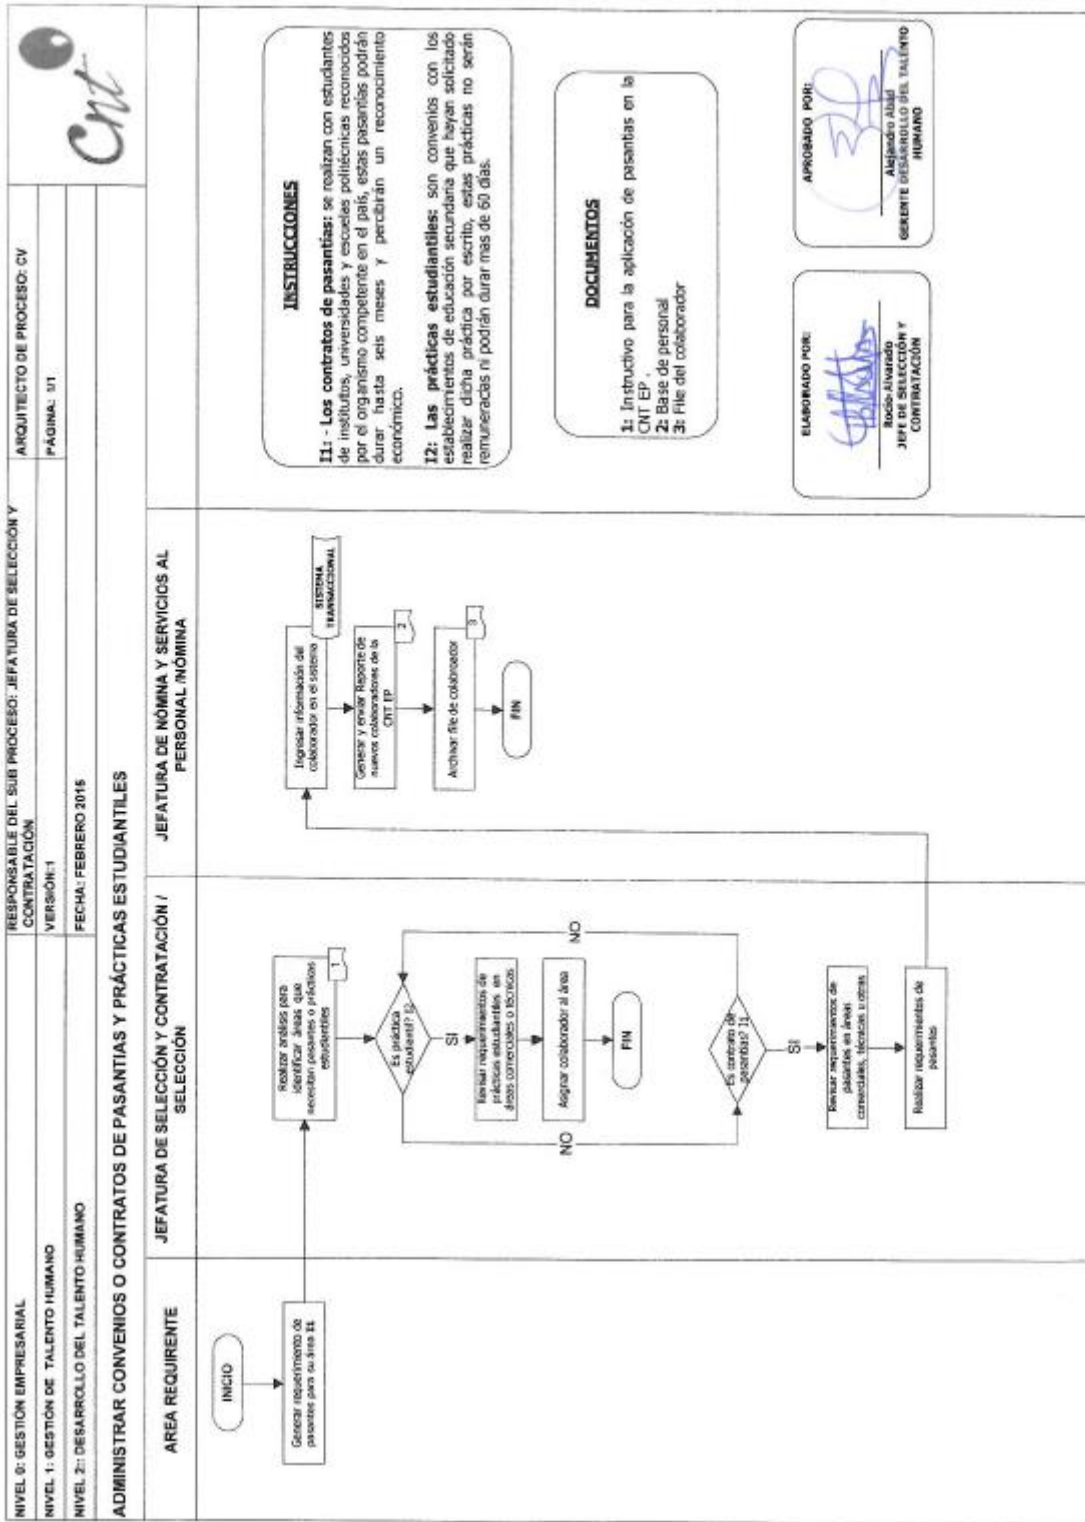 NIVEL 0: GESTIÓN EMPRESARIAL
RESPONSABLE DEL SUB PROCESO: JEFATURA DE SELECCIÓN Y
CONTRATACIÓN
ARQUITECTO DE PROCESO: CV
NIVEL 1: GESTIÓN DE TALENTO HUMANO
VERSIÓN:1
PÁGINA: 1/1
NIVEL 2:: DESARROLLO DEL TALENTO HUMANO
FECHA: FEBRERO 2015
Cnt
ADMINISTRAR CONVENIOS O CONTRATOS DE PASANTIAS Y PRÁCTICAS ESTUDIANTILES
AREA REQUIRENTE
JEFATURA DE SELECCIÓN Y CONTRATACIÓN /
SELECCIÓN
JEFATURA DE NÓMINA Y SERVICIOS AL
PERSONAL /NÓMINA
INICIO
Generar requerimiento de
pasantes para su área
Realizar análisis para
identificar áreas que
necesitan pasantes o prácticas
estudiantiles
1
Es práctica
estudiantil? I2
SI
Revisar requerimientos de
prácticas estudiantiles en
áreas comerciales o técnicas
Asignar colaborador al área
FIN
NO
NO
Es contrato de
pasantías? I1
SI
Revisar requerimientos de
pasantes en áreas
comerciales, técnicas u otras
Realizar requerimientos de
pasantes
Ingresar información del
colaborador en el sistema
SISTEMA
TRANSACCIONAL
Generar y enviar Reporte de
nuevos colaboradores de la
CNT EP
2
Archivar file de colaborador
3
FIN
INSTRUCCIONES
I1: - Los contratos de pasantías: se realizan con estudiantes
de institutos, universidades y escuelas politécnicas reconocidos
por el organismo competente en el país, estas pasantías podrán
durar hasta seis meses y percibirán un reconocimiento
económico.
I2: Las prácticas estudiantiles: son convenios con los
establecimientos de educación secundaria que hayan solicitado
realizar dicha práctica por escrito, estas prácticas no serán
remuneradas ni podrán durar mas de 60 días.
DOCUMENTOS
1: Instructivo para la aplicación de pasantías en la
CNT EP .
2: Base de personal
3: File del colaborador
ELABORADO POR:
Rocío Alvarado
JEFE DE SELECCIÓN Y
CONTRATACIÓN
APROBADO POR:
Alejandro Abad
GERENTE DESARROLLO DEL TALENTO
HUMANO